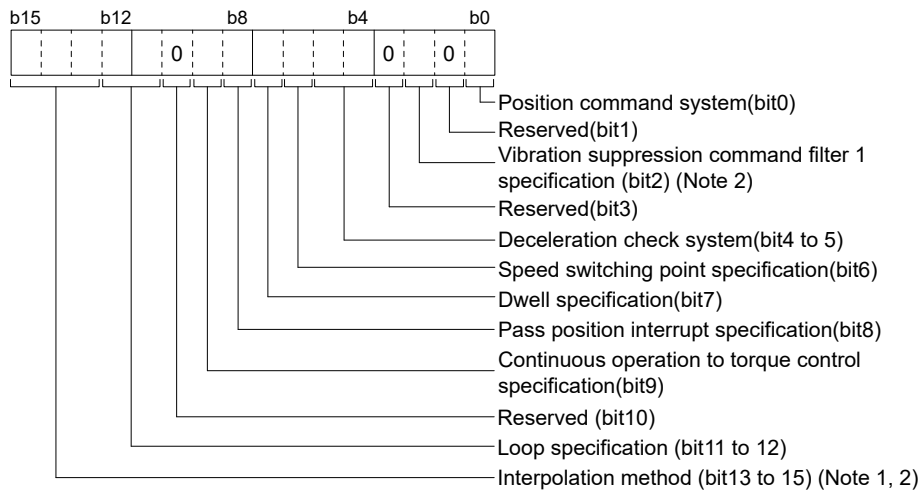 b15 b12 b8 b4 b0
0 0 0
Position command system(bit0)
Reserved(bit1)
Vibration suppression command filter 1
specification (bit2) (Note 2)
Reserved(bit3)
Deceleration check system(bit4 to 5)
Speed switching point specification(bit6)
Dwell specification(bit7)
Pass position interrupt specification(bit8)
Continuous operation to torque control
specification(bit9)
Reserved (bit10)
Loop specification (bit11 to 12)
Interpolation method (bit13 to 15) (Note 1, 2)